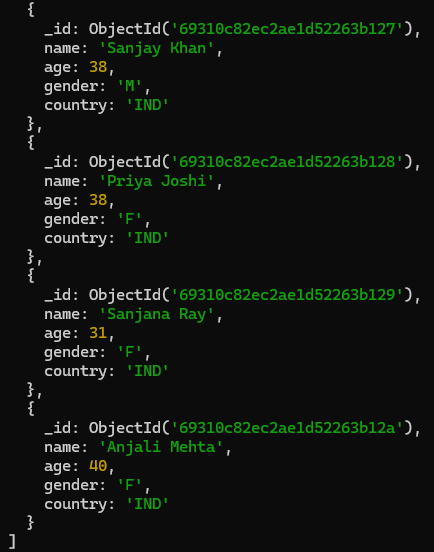 {
_id: ObjectId('69310c82ec2ae1d52263b127'),
name: 'Sanjay Khan',
age: 38,
gender: 'M',
country: 'IND'
},
{
_id: ObjectId('69310c82ec2ae1d52263b128'),
name: 'Priya Joshi',
age: 38,
gender: 'F',
country: 'IND'
},
{
_id: ObjectId('69310c82ec2ae1d52263b129'),
name: 'Sanjana Ray',
age: 31,
gender: 'F',
country: 'IND'
},
{
_id: ObjectId('69310c82ec2ae1d52263b12a'),
name: 'Anjali Mehta',
age: 40,
gender: 'F',
country: 'IND'
}
]